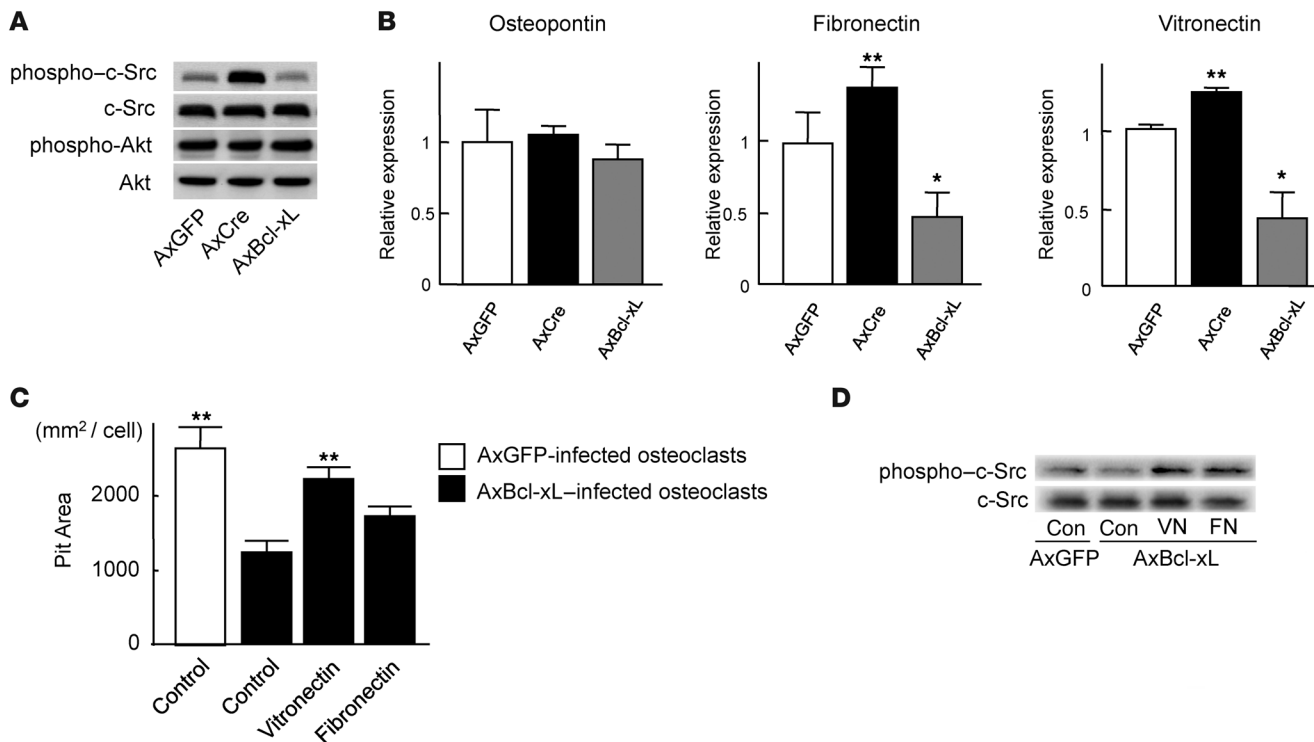 A
phospho–c-Src
c-Src
phospho-Akt
Akt
AxGFP
AxCre
AxBcl-xL
B
Osteopontin
Relative expression
1
0.5
0
AxGFP
AxCre
AxBcl-xL
Fibronectin
Relative expression
1
0.5
0
**
*
AxGFP
AxCre
AxBcl-xL
Vitronectin
Relative expression
1
0.5
0
**
*
AxGFP
AxCre
AxBcl-xL
C
(mm² / cell)
Pit Area
2000
1000
0
**
**
Control
Control
Vitronectin
Fibronectin
AxGFP-infected osteoclasts
AxBcl-xL–infected osteoclasts
D
phospho–c-Src
c-Src
Con Con VN FN
AxGFP AxBcl-xL